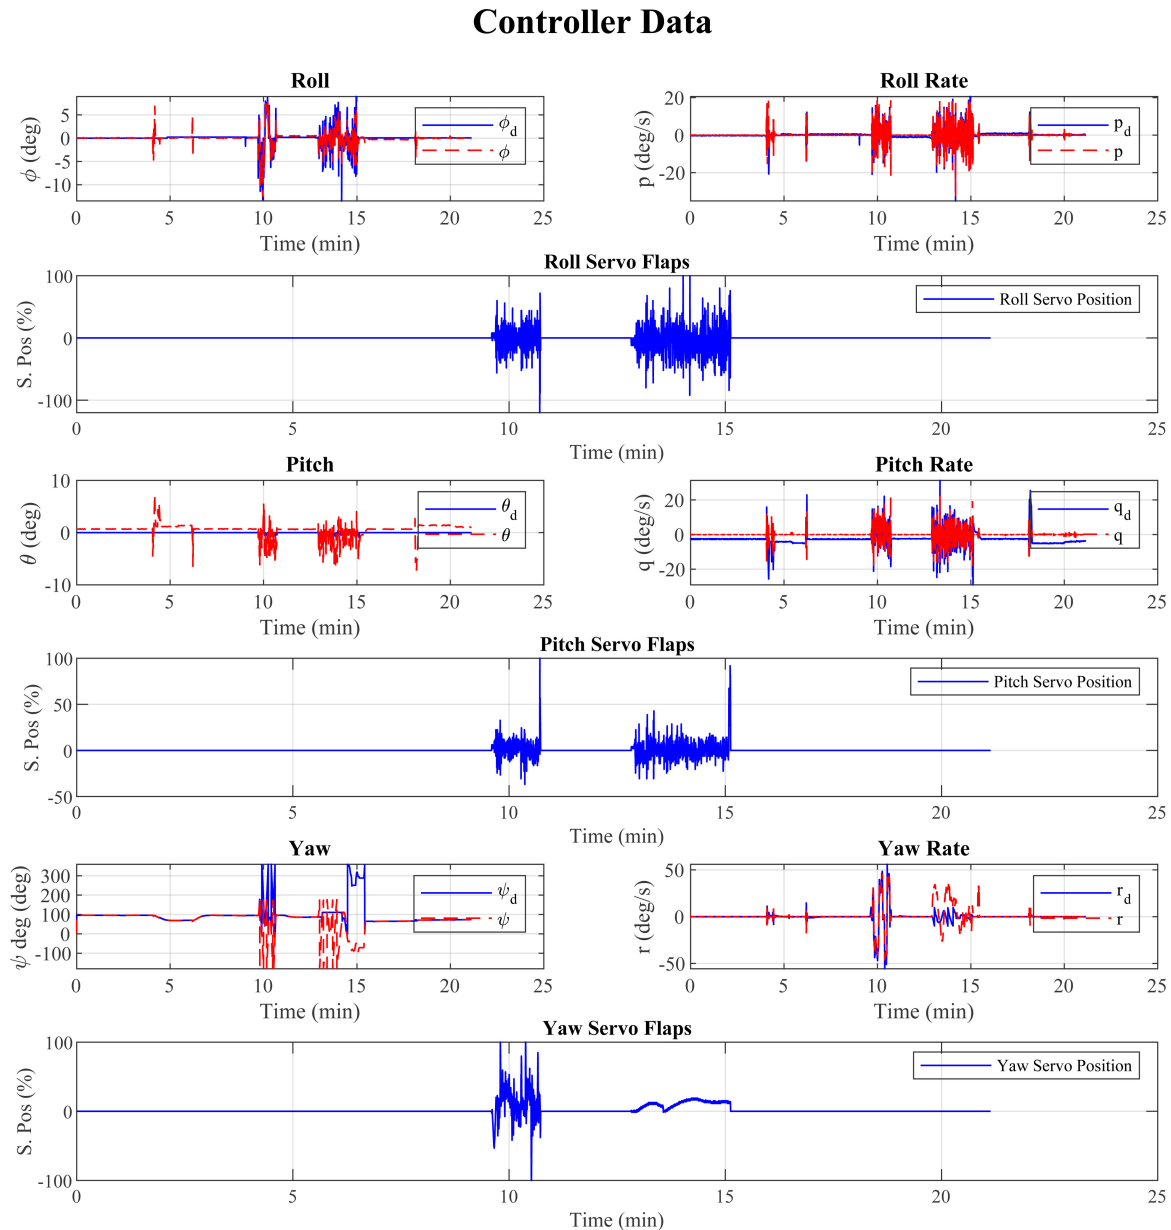 Controller Data
Roll
Roll Rate
ϕ (deg)
5
0
-5
-10
ϕ_d
ϕ
0 5 10 15 20 25
Time (min)
p (deg/s)
20
0
-20
p_d
p
0 5 10 15 20 25
Time (min)
Roll Servo Flaps
S. Pos (%)
100
0
-100
Roll Servo Position
0 5 10 15 20 25
Time (min)
Pitch
Pitch Rate
θ (deg)
10
0
-10
θ_d
θ
0 5 10 15 20 25
Time (min)
q (deg/s)
20
0
-20
q_d
q
0 5 10 15 20 25
Time (min)
Pitch Servo Flaps
S. Pos (%)
100
50
0
-50
Pitch Servo Position
0 5 10 15 20 25
Time (min)
Yaw
Yaw Rate
ψ deg (deg)
300
200
100
0
-100
ψ_d
ψ
0 5 10 15 20 25
Time (min)
r (deg/s)
50
0
-50
r_d
r
0 5 10 15 20 25
Time (min)
Yaw Servo Flaps
S. Pos (%)
100
0
-100
Yaw Servo Position
0 5 10 15 20 25
Time (min)